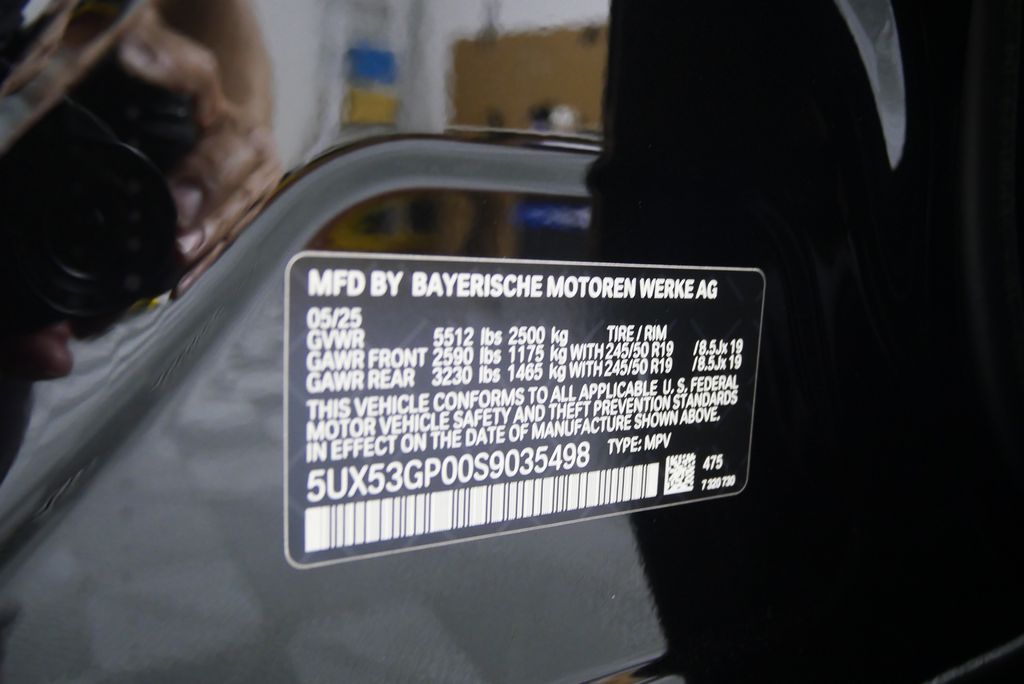 MFD BY BAYERISCHE MOTOREN WERKE AG
05/25
GVWR 5512 lbs 2500 kg TIRE / RIM
GAWR FRONT 2590 lbs 1175 kg WITH 245/50 R19 /8.5Jx 19
GAWR REAR 3230 lbs 1465 kg WITH 245/50 R19 /8.5Jx 19
THIS VEHICLE CONFORMS TO ALL APPLICABLE U. S. FEDERAL
MOTOR VEHICLE SAFETY AND THEFT PREVENTION STANDARDS
IN EFFECT ON THE DATE OF MANUFACTURE SHOWN ABOVE.
5UX53GP00S9035498 TYPE: MPV
475
7 320 730